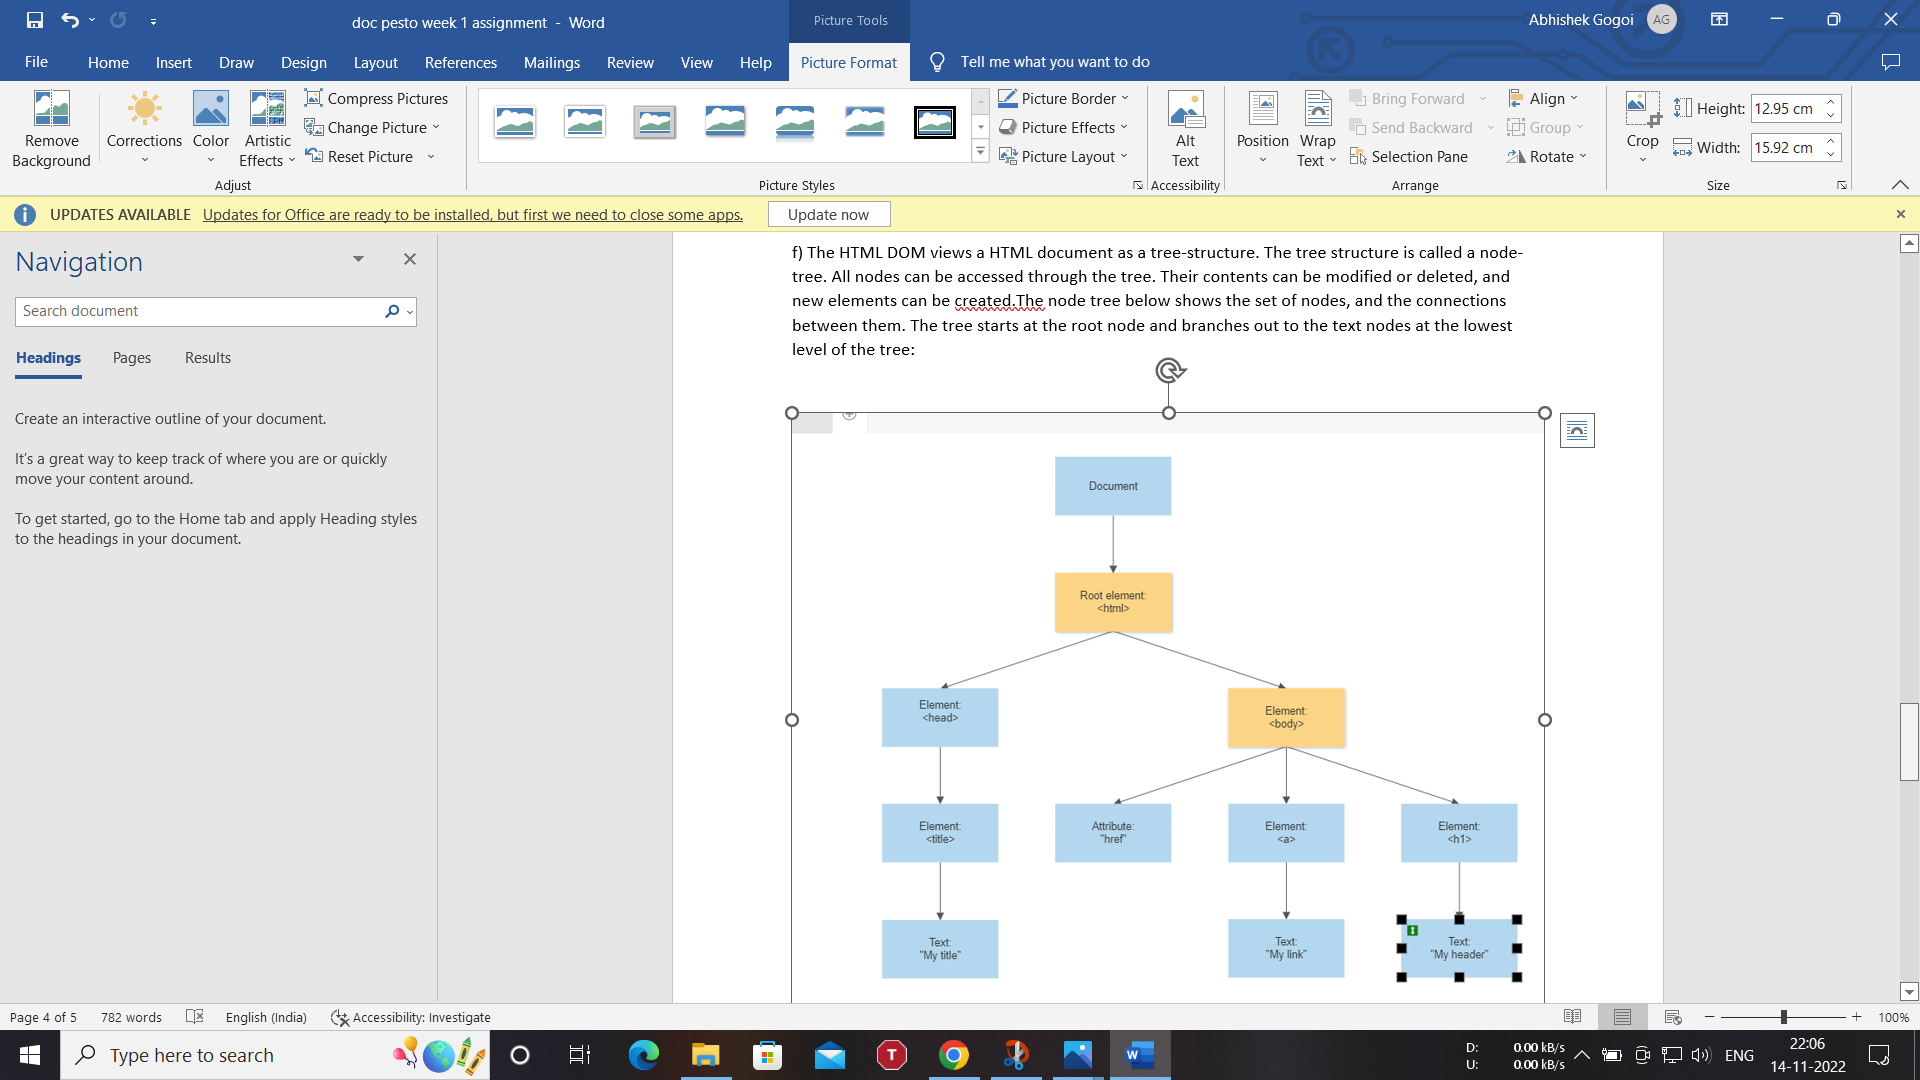 doc pesto week 1 assignment - Word
Picture Tools
Abhishek Gogoi
AG
File
Home
Insert
Draw
Design
Layout
References
Mailings
Review
View
Help
Picture Format
Tell me what you want to do
Remove Background
Corrections
Color
Artistic Effects
Compress Pictures
Change Picture
Reset Picture
Adjust
Picture Styles
Picture Border
Picture Effects
Picture Layout
Alt Text
Accessibility
Position
Wrap Text
Bring Forward
Send Backward
Selection Pane
Align
Group
Rotate
Arrange
Crop
Height: 12.95 cm
Width: 15.92 cm
Size
UPDATES AVAILABLE Updates for Office are ready to be installed, but first we need to close some apps. Update now
Navigation
Search document
Headings
Pages
Results
Create an interactive outline of your document.
It's a great way to keep track of where you are or quickly
move your content around.
To get started, go to the Home tab and apply Heading styles
to the headings in your document.
f) The HTML DOM views a HTML document as a tree-structure. The tree structure is called a node-
tree. All nodes can be accessed through the tree. Their contents can be modified or deleted, and
new elements can be created.The node tree below shows the set of nodes, and the connections
between them. The tree starts at the root node and branches out to the text nodes at the lowest
level of the tree:
Document
Root element:
<html>
Element:
<head>
Element:
<body>
Element:
<title>
Attribute:
"href"
Element:
<a>
Element:
<h1>
Text:
"My title"
Text:
"My link"
Text:
"My header"
Page 4 of 5
782 words
English (India)
Accessibility: Investigate
100%
Type here to search
T
W
D: 0.00 kB/s
U: 0.00 kB/s
ENG
22:06
14-11-2022